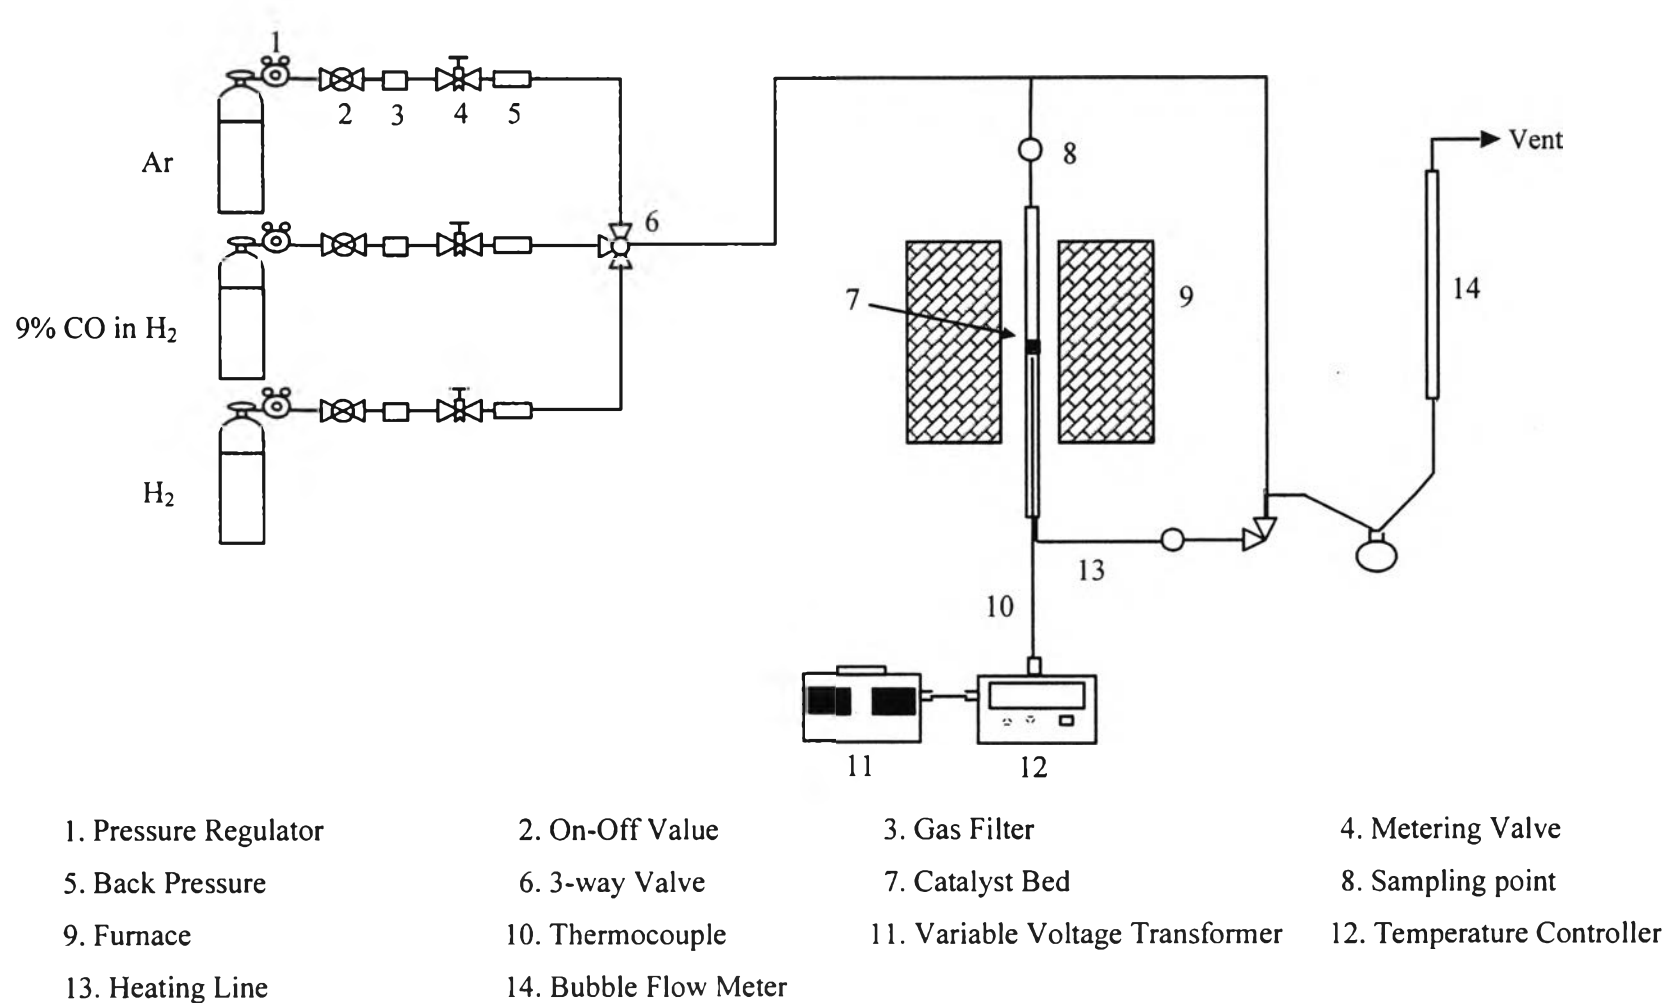 1
2 3 4 5
Ar
Vent
8
6
7
9
14
9% CO in H₂
H₂
13
10
11 12
1. Pressure Regulator 2. On-Off Value 3. Gas Filter 4. Metering Valve
5. Back Pressure 6. 3-way Valve 7. Catalyst Bed 8. Sampling point
9. Furnace 10. Thermocouple 11. Variable Voltage Transformer 12. Temperature Controller
13. Heating Line 14. Bubble Flow Meter